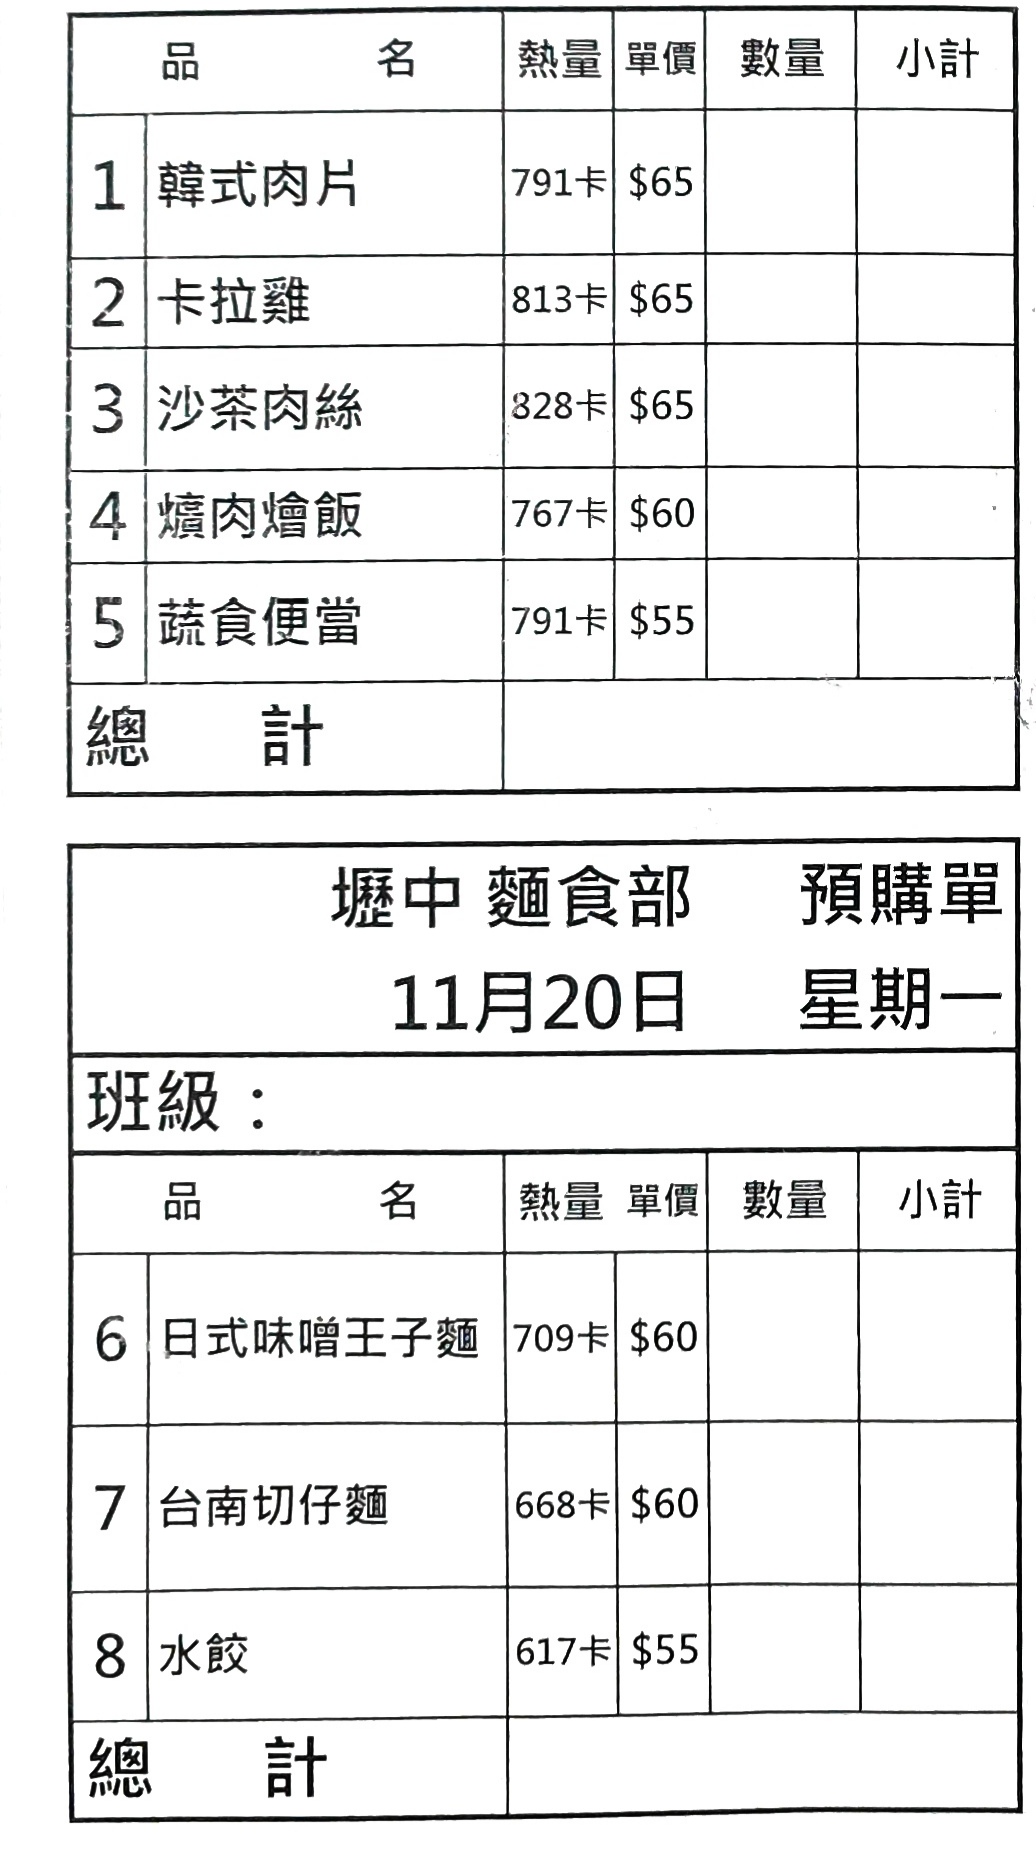 品 名 熱量 單價 數量 小計
1 韓式肉片 791卡 $65
2 卡拉雞 813卡 $65
3 沙茶肉絲 828卡 $65
4 爌肉燴飯 767卡 $60
5 蔬食便當 791卡 $55
總 計
壢中 麵食部 預購單
11月20日 星期一
班級：
品 名 熱量 單價 數量 小計
6 日式味噌王子麵 709卡 $60
7 台南切仔麵 668卡 $60
8 水餃 617卡 $55
總 計